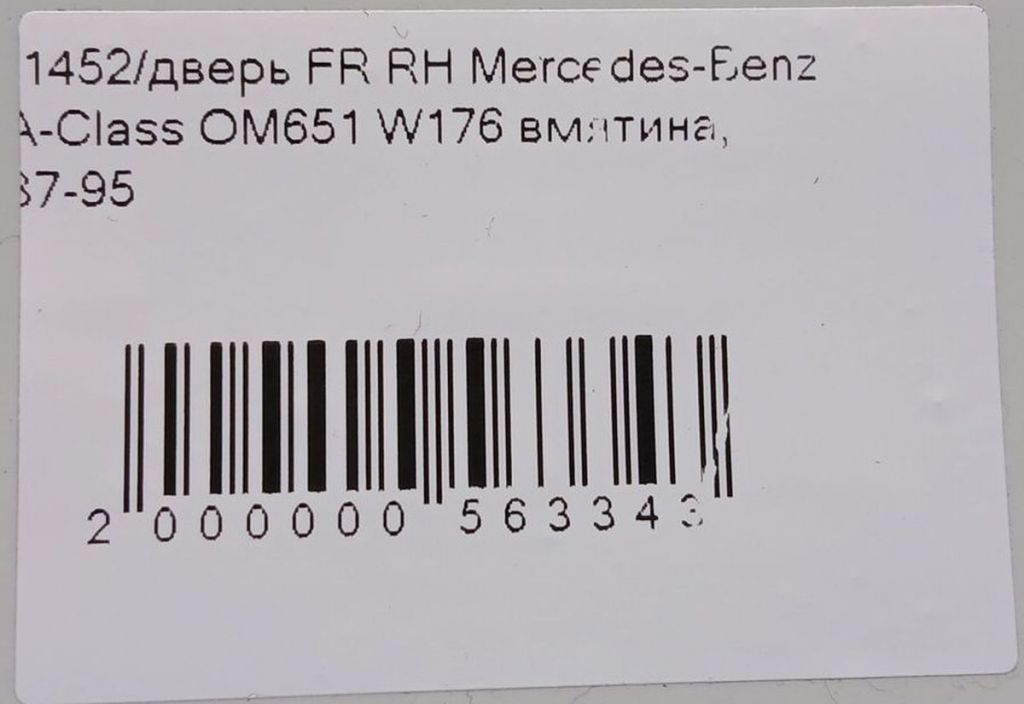 1452/дверь FR RH Mercedes-Benz
A-Class OM651 W176 вмятина,
37-95
2 000000 563343